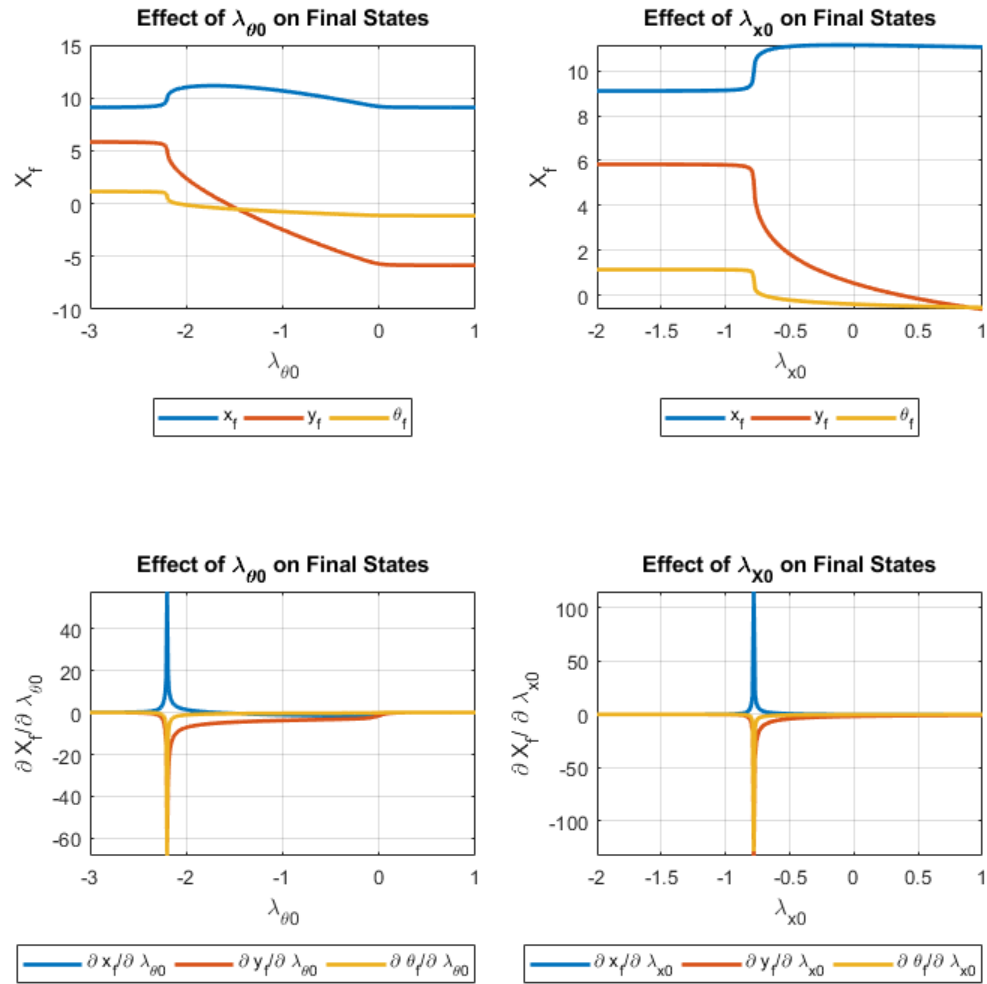 Effect of λθ0 on Final States
Xf
15
10
5
0
-5
-10
-3 -2 -1 0 1
λθ0
xf yf θf
Effect of λx0 on Final States
Xf
10
8
6
4
2
0
-2 -1.5 -1 -0.5 0 0.5 1
λx0
xf yf θf
Effect of λθ0 on Final States
∂ Xf/∂ λθ0
40
20
0
-20
-40
-60
-3 -2 -1 0 1
λθ0
∂ xf/∂ λθ0 ∂ yf/∂ λθ0 ∂ θf/∂ λθ0
Effect of λX0 on Final States
∂ Xf/ ∂ λx0
100
50
0
-50
-100
-2 -1.5 -1 -0.5 0 0.5 1
λx0
∂ xf/∂ λx0 ∂ yf/∂ λx0 ∂ θf/∂ λx0